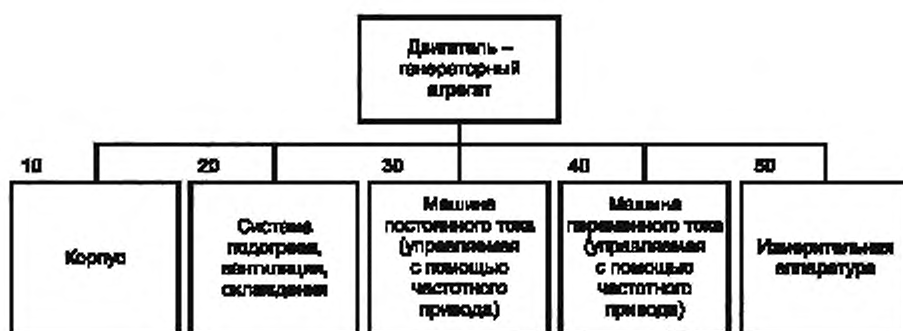 Двигатель –
генераторный
агрегат
10
20
30
40
50
Корпус
Система
подогрева,
вентиляции,
охлаждения
Машина
постоянного тока
(управляемая
с помощью
частотного
привода)
Машина
переменного тока
(управляемая
с помощью
частотного
привода)
Измерительная
аппаратура